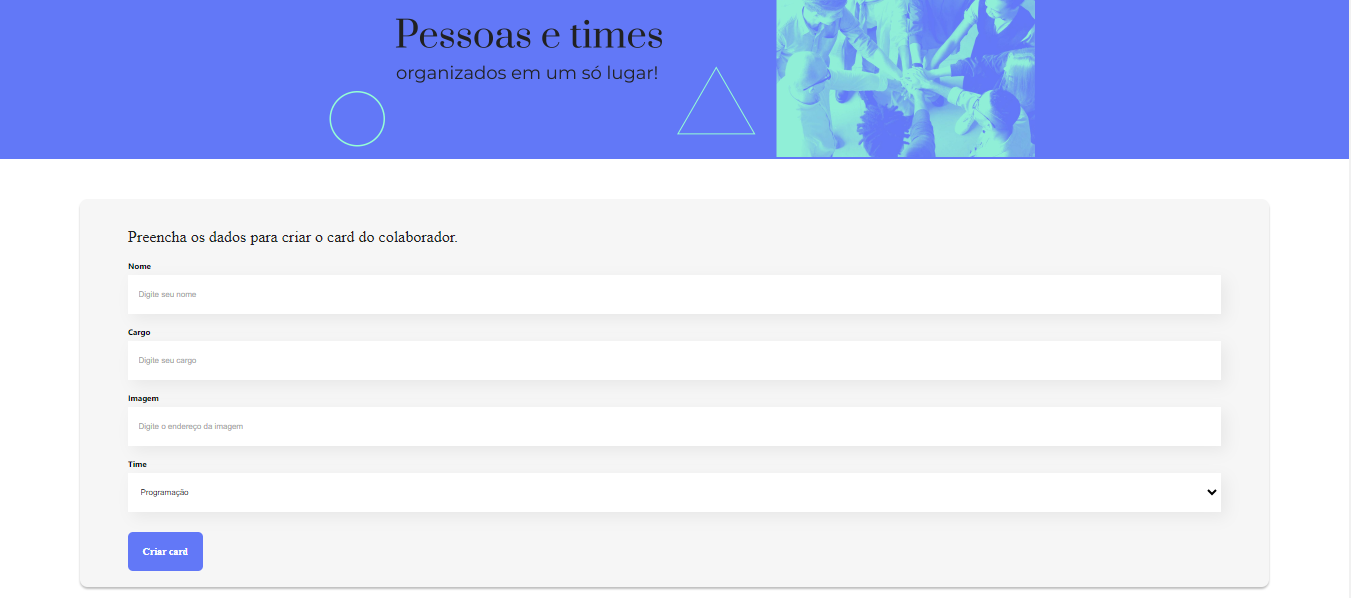 Pessoas e times
organizados em um só lugar!
Preencha os dados para criar o card do colaborador.
Nome
Digite seu nome
Cargo
Digite seu cargo
Imagem
Digite o endereço da imagem
Time
Programação
Criar card